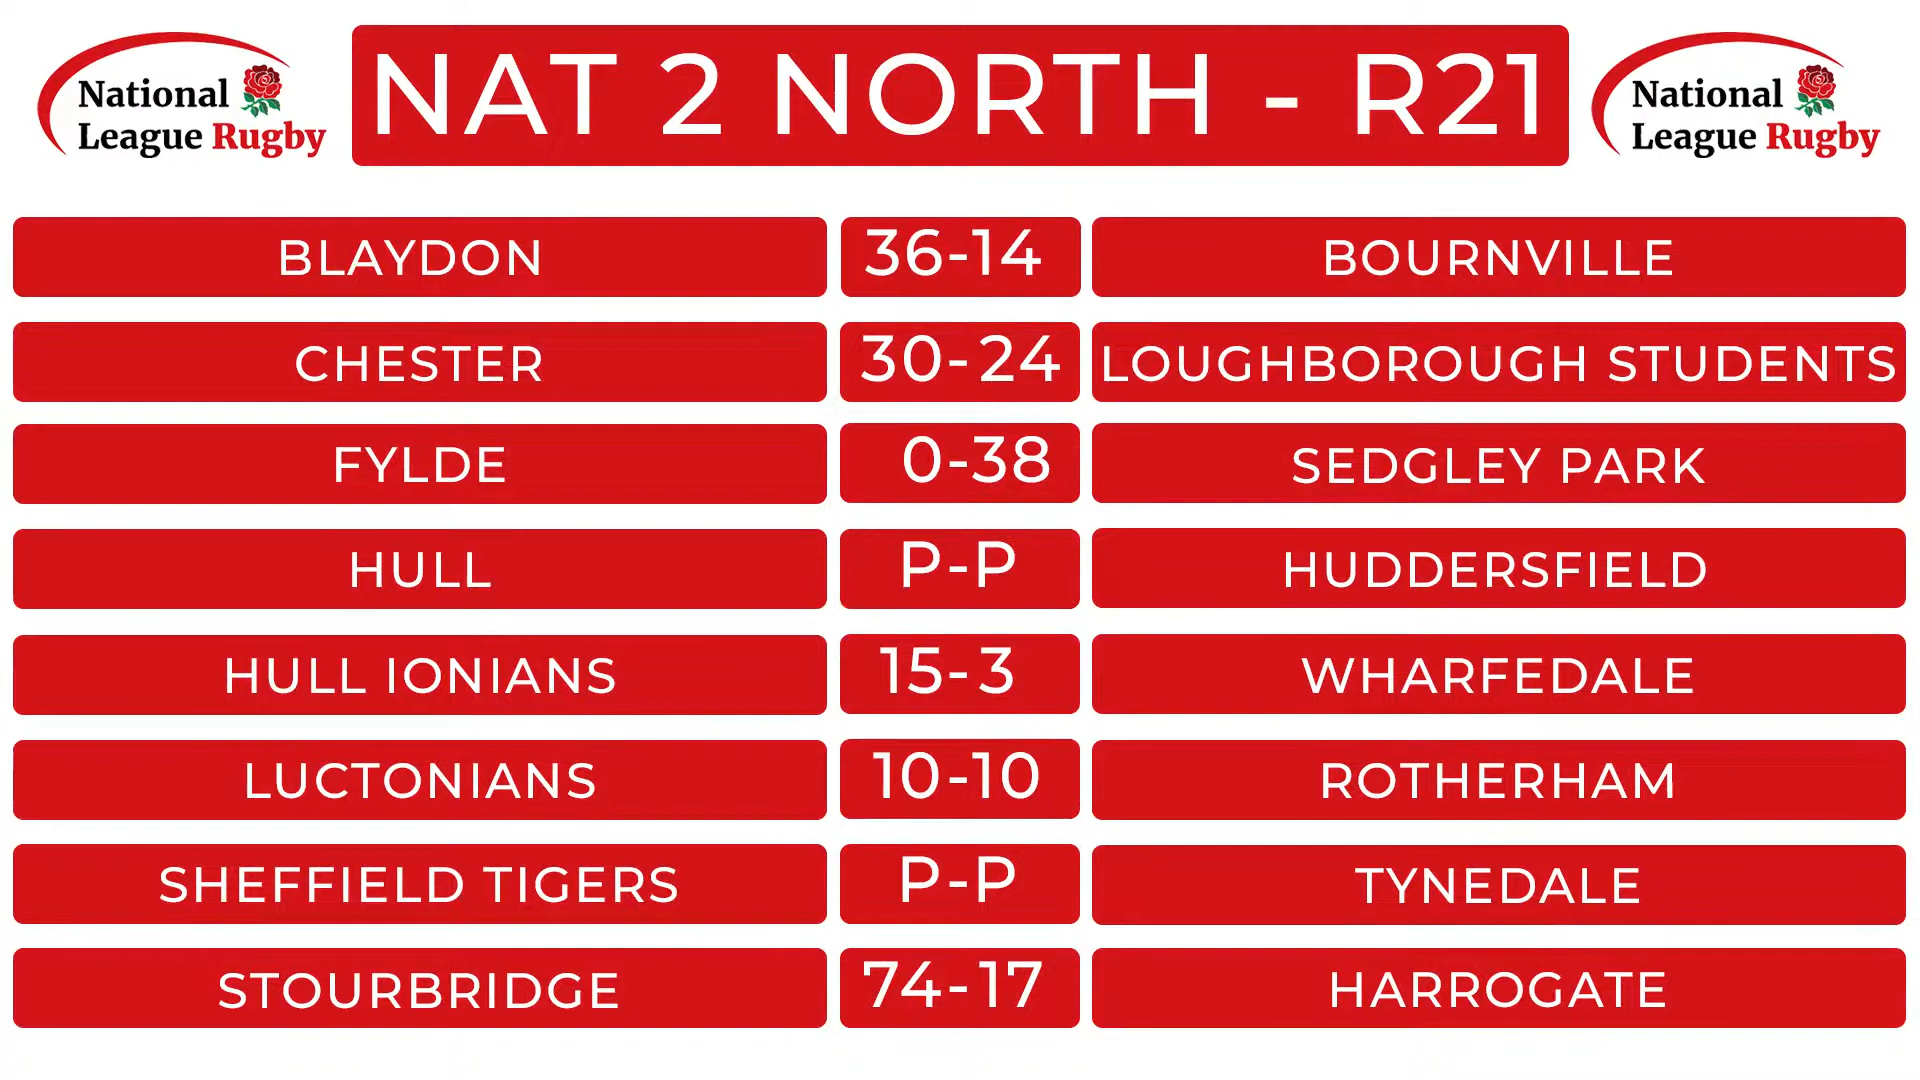 National
League Rugby
NAT 2 NORTH - R21
National
League Rugby
BLAYDON 36-14 BOURNVILLE
CHESTER 30-24 LOUGHBOROUGH STUDENTS
FYLDE 0-38 SEDGLEY PARK
HULL P-P HUDDERSFIELD
HULL IONIANS 15-3 WHARFEDALE
LUCTONIANS 10-10 ROTHERHAM
SHEFFIELD TIGERS P-P TYNEDALE
STOURBRIDGE 74-17 HARROGATE